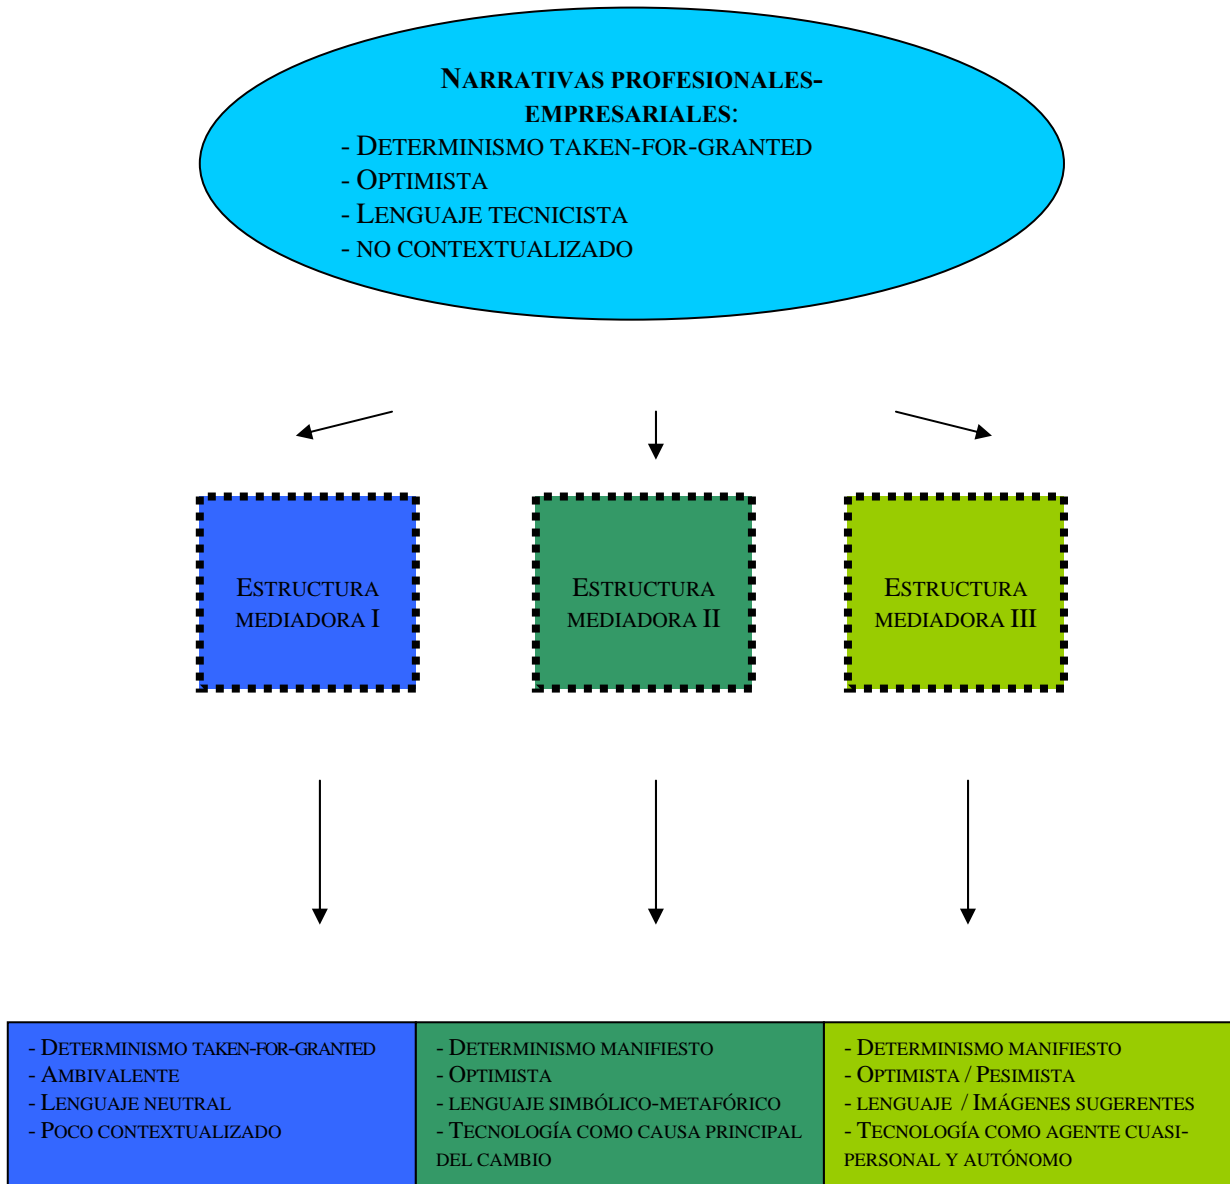 NARRATIVAS PROFESIONALES-
EMPRESARIALES:
- DETERMINISMO TAKEN-FOR-GRANTED
- OPTIMISTA
- LENGUAJE TECNICISTA
- NO CONTEXTUALIZADO
ESTRUCTURA
MEDIADORA I
ESTRUCTURA
MEDIADORA II
ESTRUCTURA
MEDIADORA III
- DETERMINISMO TAKEN-FOR-GRANTED
- AMBIVALENTE
- LENGUAJE NEUTRAL
- POCO CONTEXTUALIZADO
- DETERMINISMO MANIFIESTO
- OPTIMISTA
- LENGUAJE SIMBÓLICO-METAFÓRICO
- TECNOLOGÍA COMO CAUSA PRINCIPAL
DEL CAMBIO
- DETERMINISMO MANIFIESTO
- OPTIMISTA / PESIMISTA
- LENGUAJE / IMÁGENES SUGERENTES
- TECNOLOGÍA COMO AGENTE CUASI-
PERSONAL Y AUTÓNOMO